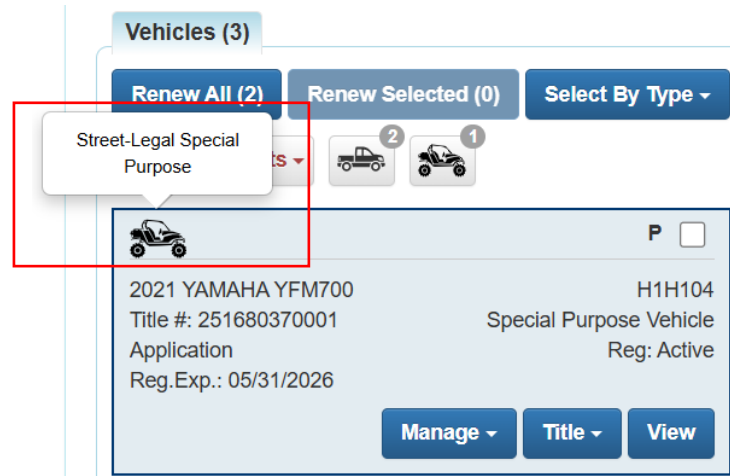 Vehicles (3)
Renew All (2) Renew Selected (0) Select By Type
Street-Legal Special
Purpose
ts 2 1
P
2021 YAMAHA YFM700 H1H104
Title #: 251680370001 Special Purpose Vehicle
Application Reg: Active
Reg.Exp.: 05/31/2026
Manage Title View